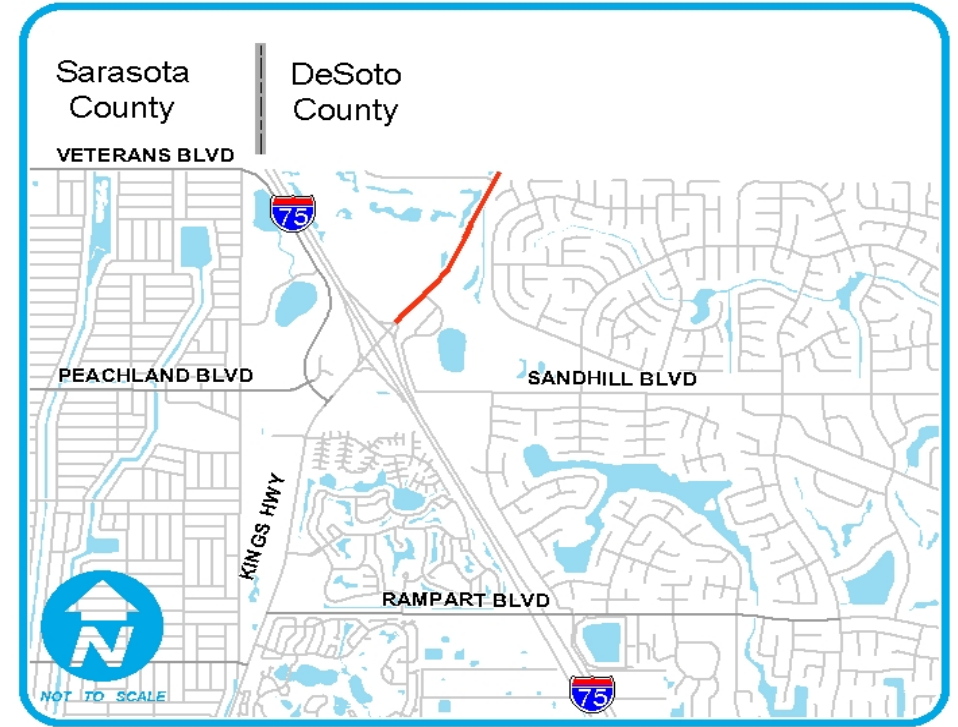 Sarasota
County
DeSoto
County
VETERANS BLVD
75
PEACHLAND BLVD
SANDHILL BLVD
KINGS HWY
RAMPART BLVD
N
NOT TO SCALE
75